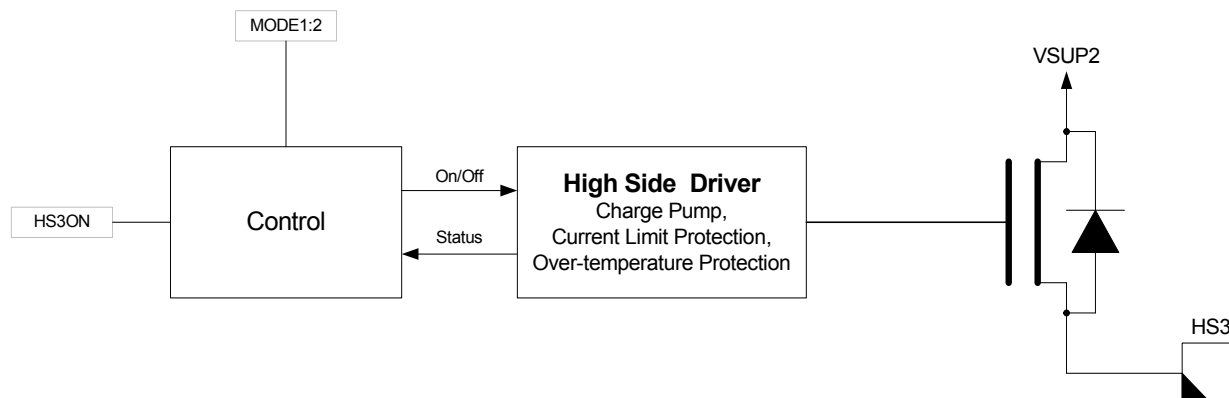 MODE1:2
VSUP2
HS3ON
Control
On/Off
Status
High Side Driver
Charge Pump,
Current Limit Protection,
Over-temperature Protection
HS3